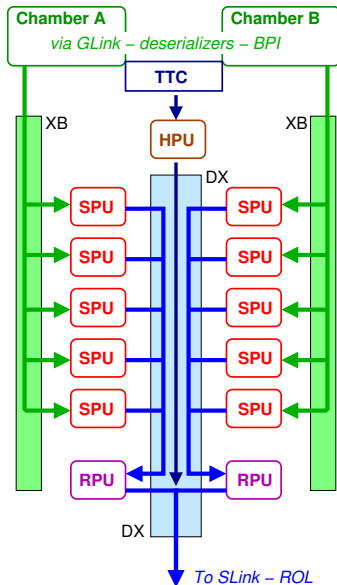 Chamber A
Chamber B
via GLink – deserializers – BPI
TTC
XB
XB
HPU
DX
SPU
SPU
SPU
SPU
SPU
SPU
SPU
SPU
SPU
SPU
RPU
RPU
DX
To SLink – ROL